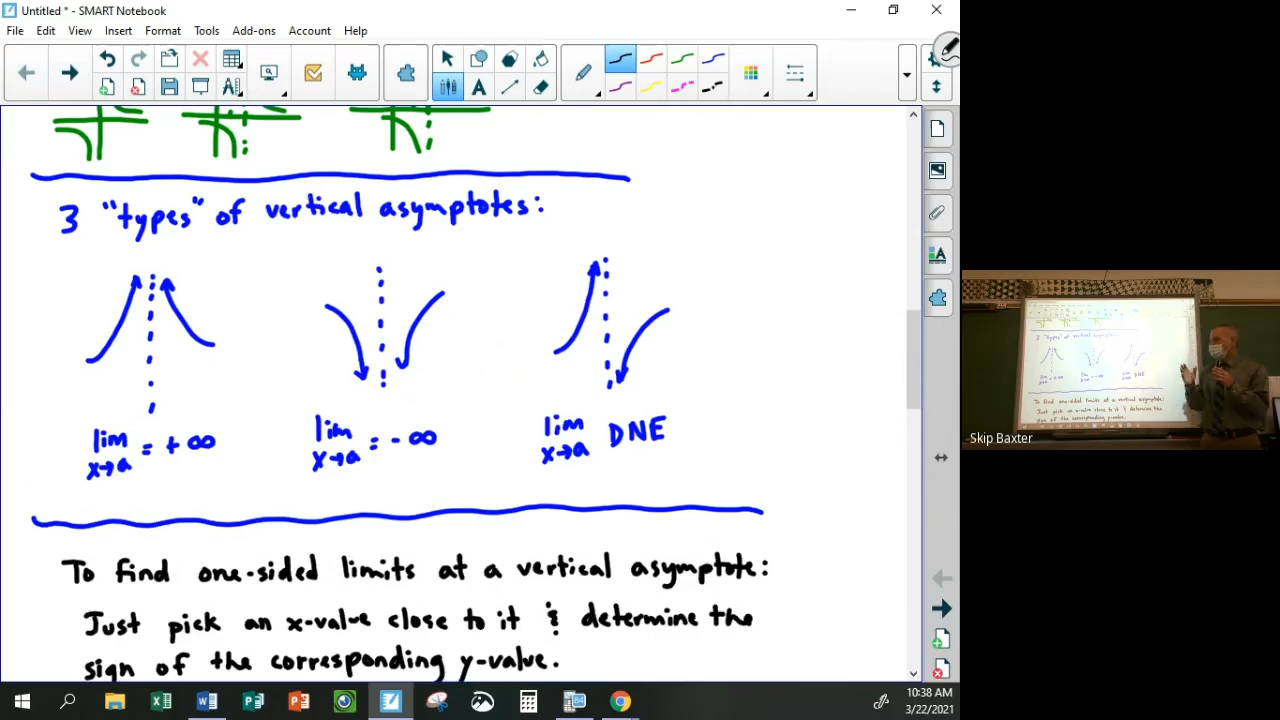 Untitled * - SMART Notebook
File Edit View Insert Format Tools Add-ons Account Help
3 "types" of vertical asymptotes:
lim x→a = +∞
lim x→a = -∞
lim x→a DNE
To find one-sided limits at a vertical asymptote:
Just pick an x-value close to it & determine the
sign of the corresponding y-value.
Skip Baxter
10:38 AM
3/22/2021